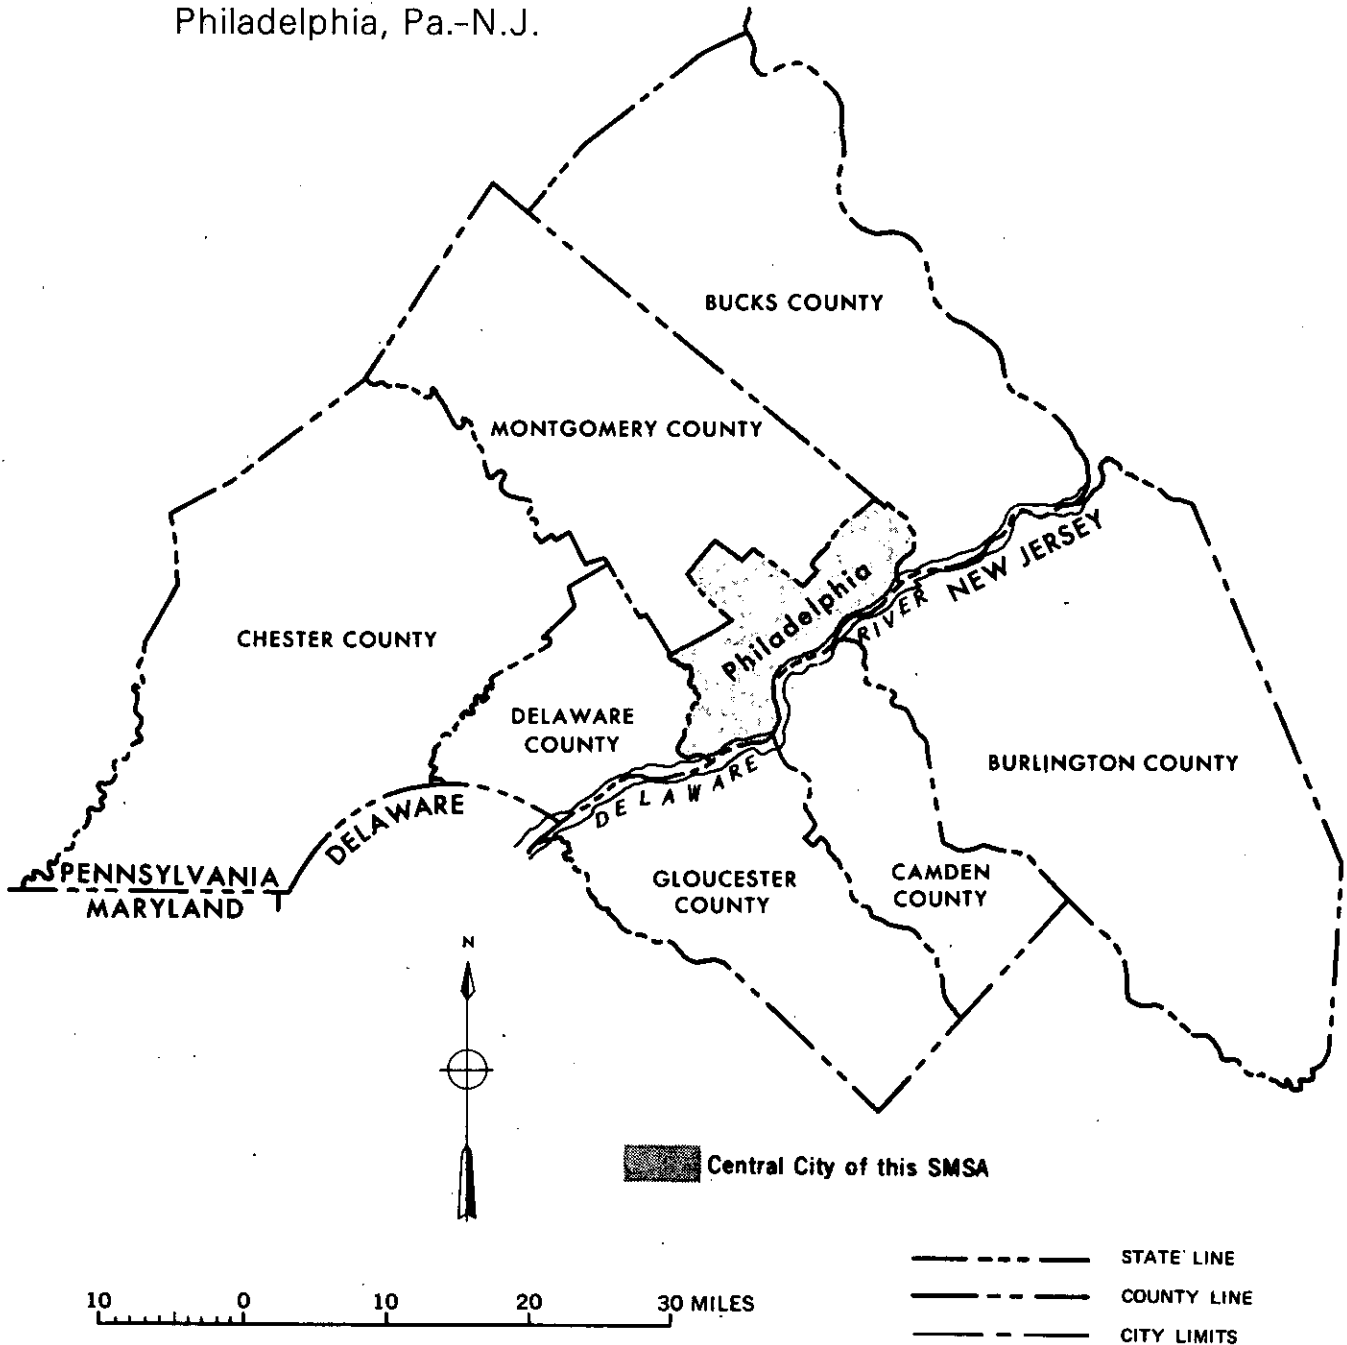 Philadelphia, Pa.-N.J.
BUCKS COUNTY
MONTGOMERY COUNTY
NEW JERSEY
Philadelphia
RIVER
CHESTER COUNTY
DELAWARE
COUNTY
DELAWARE
BURLINGTON COUNTY
DELAWARE
PENNSYLVANIA
MARYLAND
GLOUCESTER
COUNTY
CAMDEN
COUNTY
N
Central City of this SMSA
STATE LINE
COUNTY LINE
CITY LIMITS
10 0 10 20 30 MILES